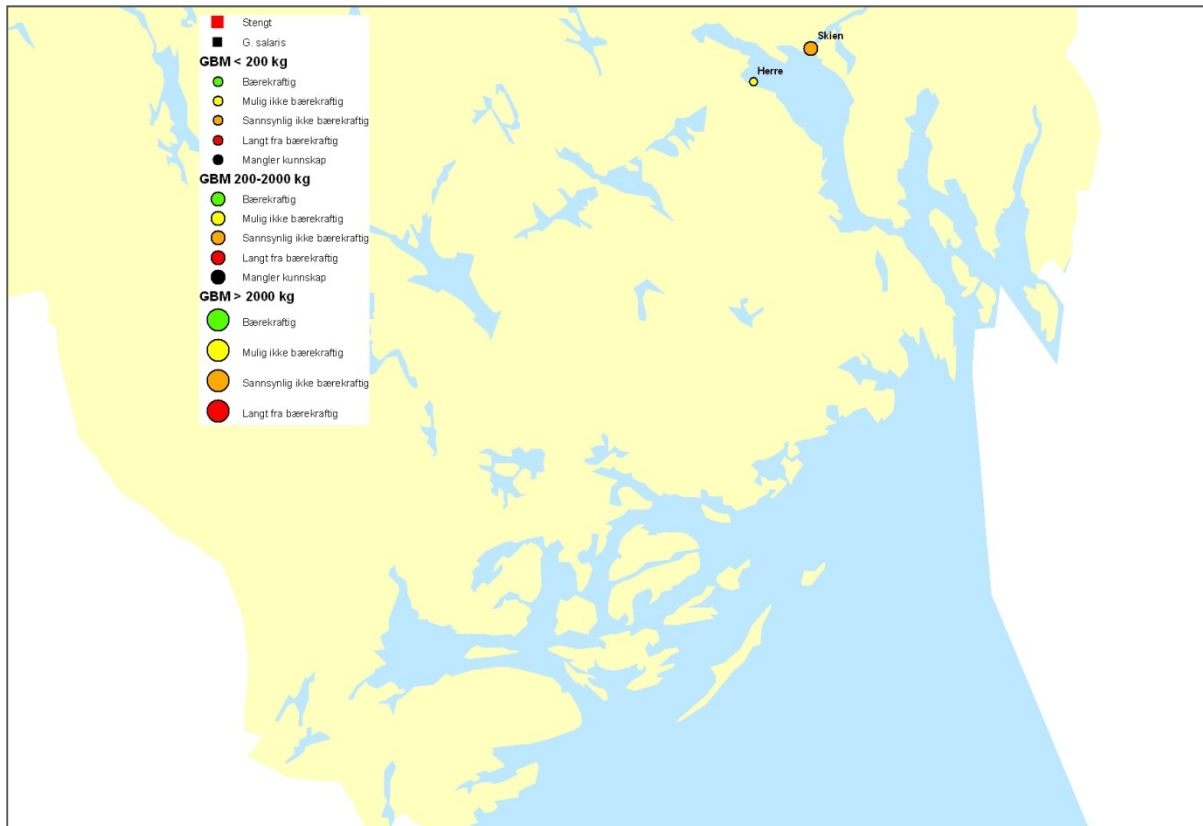 Stengt
G. salaris
GBM < 200 kg
Bærekraftig
Mulig ikke bærekraftig
Sannsynlig ikke bærekraftig
Langt fra bærekraftig
Mangler kunnskap
GBM 200-2000 kg
Bærekraftig
Mulig ikke bærekraftig
Sannsynlig ikke bærekraftig
Langt fra bærekraftig
Mangler kunnskap
GBM > 2000 kg
Bærekraftig
Mulig ikke bærekraftig
Sannsynlig ikke bærekraftig
Langt fra bærekraftig
Skien
Herre